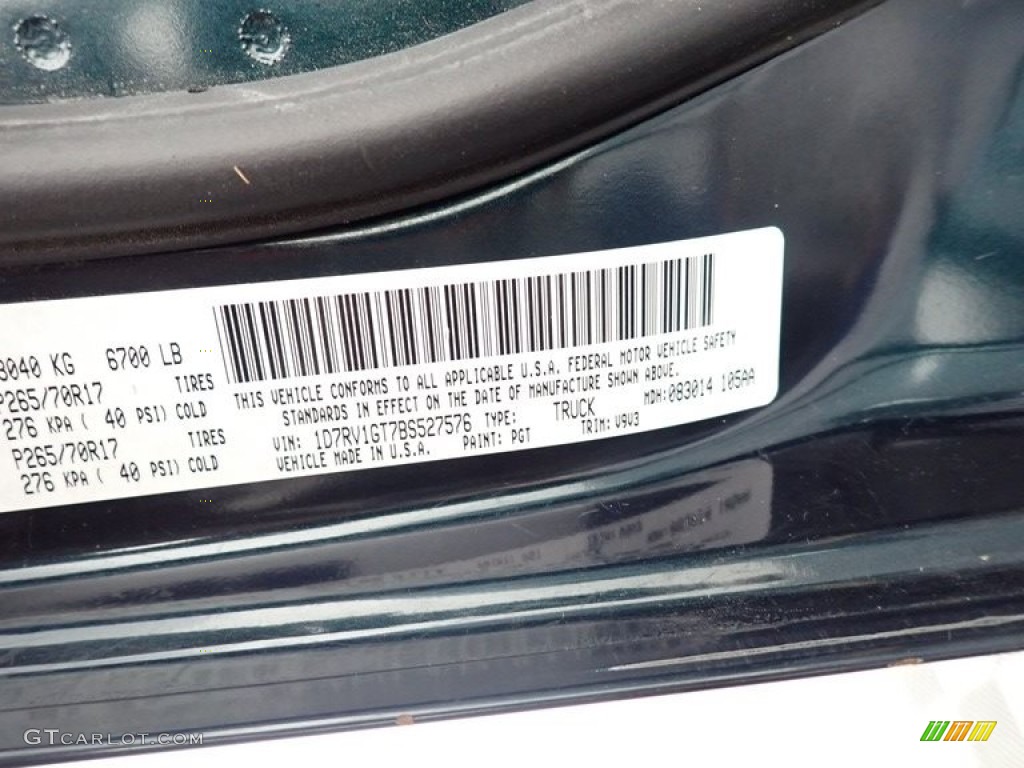 3040 KG 6700 LB
P265/70R17 TIRES
276 KPA ( 40 PSI) COLD
P265/70R17 TIRES
276 KPA ( 40 PSI) COLD
THIS VEHICLE CONFORMS TO ALL APPLICABLE U.S.A. FEDERAL MOTOR VEHICLE SAFETY
STANDARDS IN EFFECT ON THE DATE OF MANUFACTURE SHOWN ABOVE.
MDH: 083014 105AA
VIN: 1D7RV1GT7BS527576 TYPE: TRUCK
VEHICLE MADE IN U.S.A. PAINT: PGT TRIM: V9V3
GTCARLOT.COM